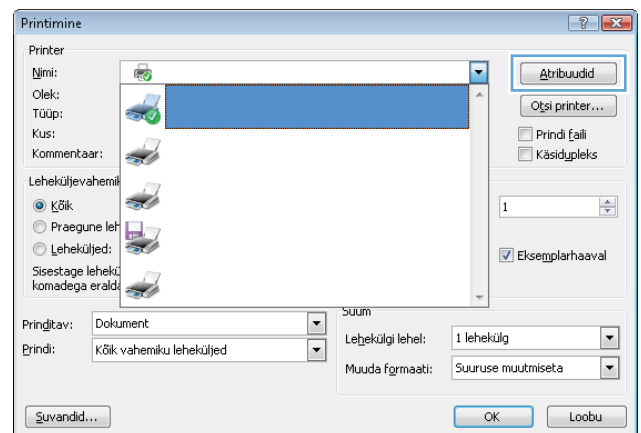 Printimine
Printer
Nimi:
Atribuudid
Olek:
Otsi printer...
Tüüp:
Kus:
Prindi faili
Kommentaar:
Käsidupleks
Leheküljevahemik
Kõik
1
Praegune leh
Leheküljed:
Eksemplarhaaval
Sisestage lehekü
komadega eralda
Suum
Prinditav: Dokument
Lehekülgi lehel: 1 lehekülg
Prindi: Kõik vahemiku leheküljed
Muuda formaati: Suuruse muutmiseta
Suvandid...
OK
Loobu